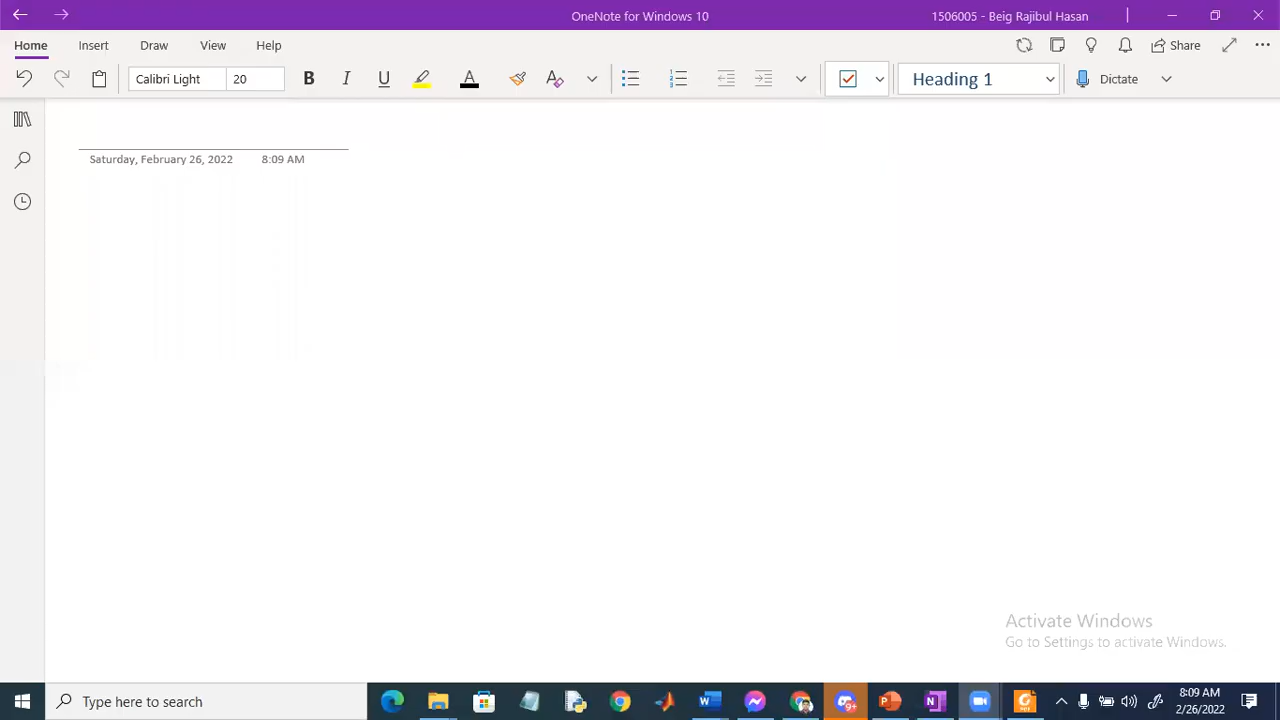 OneNote for Windows 10
1506005 - Beig Rajibul Hasan
Home Insert Draw View Help
Share
Calibri Light 20 B I U A Heading 1 Dictate
Saturday, February 26, 2022 8:09 AM
Activate Windows
Go to Settings to activate Windows.
Type here to search
9+
8:09 AM
2/26/2022